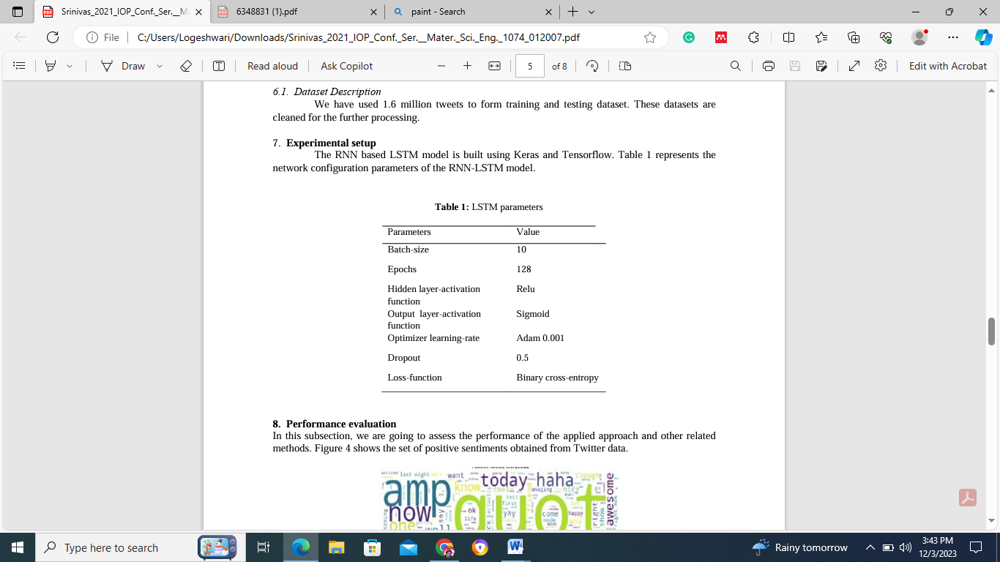 Srinivas_2021_IOP_Conf._Ser.__M
6348831 (1).pdf
paint - Search
File
C:/Users/Logeshwari/Downloads/Srinivas_2021_IOP_Conf._Ser.__Mater._Sci._Eng._1074_012007.pdf
Draw
Read aloud
Ask Copilot
5
of 8
Edit with Acrobat
6.1. Dataset Description
We have used 1.6 million tweets to form training and testing dataset. These datasets are
cleaned for the further processing.
7. Experimental setup
The RNN based LSTM model is built using Keras and Tensorflow. Table 1 represents the
network configuration parameters of the RNN-LSTM model.
Table 1: LSTM parameters
Parameters Value
Batch-size 10
Epochs 128
Hidden layer-activation Relu
function
Output layer-activation Sigmoid
function
Optimizer learning-rate Adam 0.001
Dropout 0.5
Loss-function Binary cross-entropy
8. Performance evaluation
In this subsection, we are going to assess the performance of the applied approach and other related
methods. Figure 4 shows the set of positive sentiments obtained from Twitter data.
last night
want
today
haha
though
amp
know
cool
amazing
nice
awesome
now
ok
life
best
first
yay
quot
come
happy
right
show
one
well
say
Type here to search
Rainy tomorrow
3:43 PM
12/3/2023